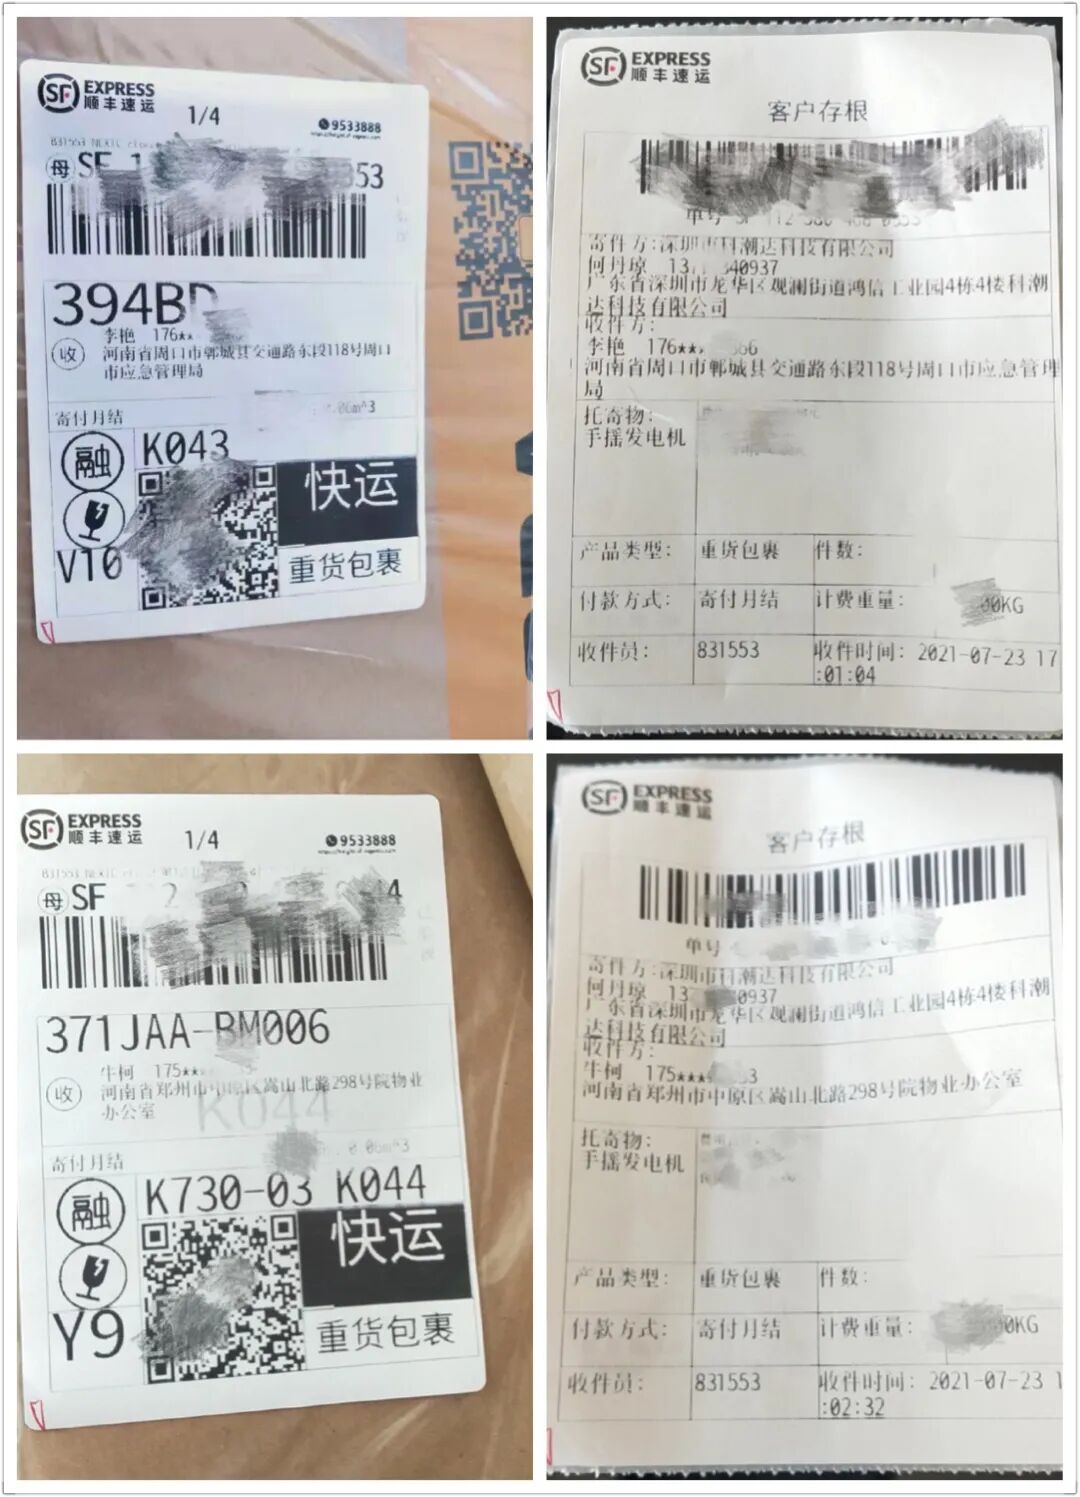 SF EXPRESS
顺丰速运
1/4
9533888
母 SF 1
353
394BD
李艳 176**
收 河南省周口市郸城县交通路东段118号周口
市应急管理局
寄付月结
融 K043
快运
V10
重货包裹
SF EXPRESS
顺丰速运
客户存根
单号
寄件方:深圳市科潮达科技有限公司
何丹琼 13 340937
广东省深圳市龙华区观澜街道鸿信工业园4栋4楼科潮
达科技有限公司
收件方:
李艳 176**
河南省周口市郸城县交通路东段118号周口市应急管理
局
托寄物:
手摇发电机
产品类型: 重货包裹 件数:
付款方式: 寄付月结 计费重量: 00KG
收件员: 831553 收件时间: 2021-07-23 17
:01:04
SF EXPRESS
顺丰速运
1/4
9533888
母 SF
371JAA-BM006
牛柯 175**
收 河南省郑州市中原区嵩山北路298号院物业
办公室
K044
0.06m^3
寄付月结
融 K730-03 K044
快运
Y9
重货包裹
SF EXPRESS
顺丰速运
客户存根
单号
寄件方:深圳市科潮达科技有限公司
何丹琼 13 0937
广东省深圳市龙华区观澜街道鸿信工业园4栋4楼科潮
达科技有限公司
收件方:
牛柯 175***
河南省郑州市中原区嵩山北路298号院物业办公室
托寄物:
手摇发电机
产品类型: 重货包裹 件数:
付款方式: 寄付月结 计费重量: 00KG
收件员: 831553 收件时间: 2021-07-23 1
:02:32